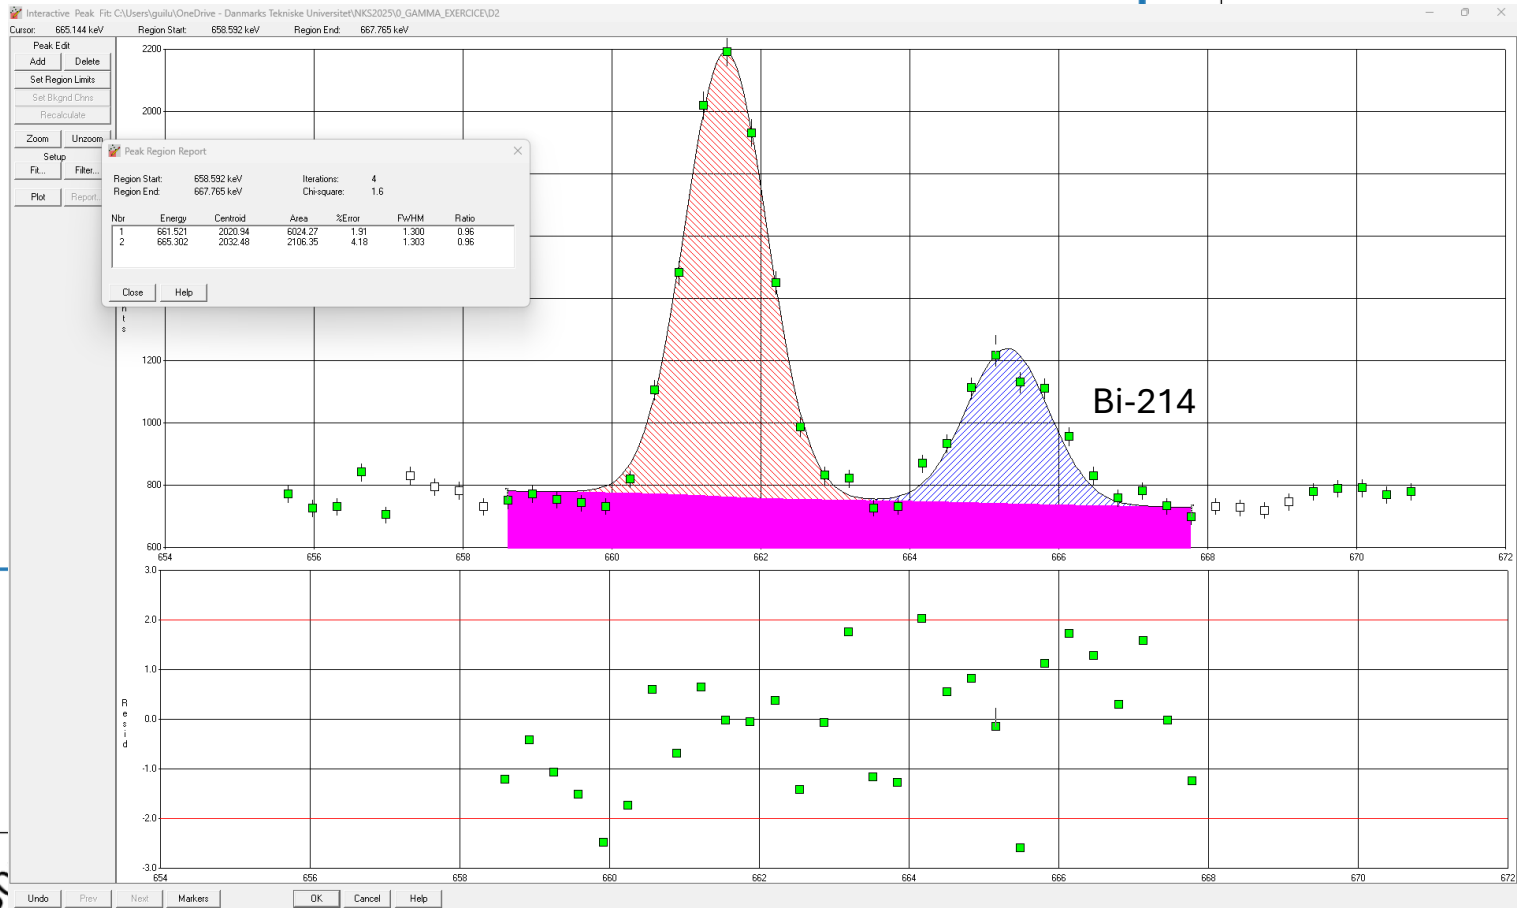 Interactive Peak Fit: C:\Users\guilu\OneDrive - Danmarks Tekniske Universitet\NKS2025\0_GAMMA_EXERCICE\D2
Cursor: 665.144 keV Region Start: 658.592 keV Region End: 667.765 keV
Peak Edit
Add Delete
Set Region Limits
Set Bkgnd Chns
Recalculate
Zoom Unzoom
Setup
Fit... Filter...
Plot Report...
Peak Region Report
Region Start: 658.592 keV Iterations: 4
Region End: 667.765 keV Chi-square: 1.6
Nbr Energy Centroid Area %Error FWHM Ratio
1 661.521 2020.94 6024.27 1.91 1.300 0.96
2 665.302 2032.48 2106.35 4.18 1.303 0.96
Close Help
2200
2000
1200
1000
800
600
n
t
s
Bi-214
654 656 658 660 662 664 666 668 670 672
3.0
2.0
1.0
0.0
-1.0
-2.0
-3.0
R
e
s
i
d
654 656 658 660 662 664 666 668 670 672
Undo Prev Next Markers OK Cancel Help